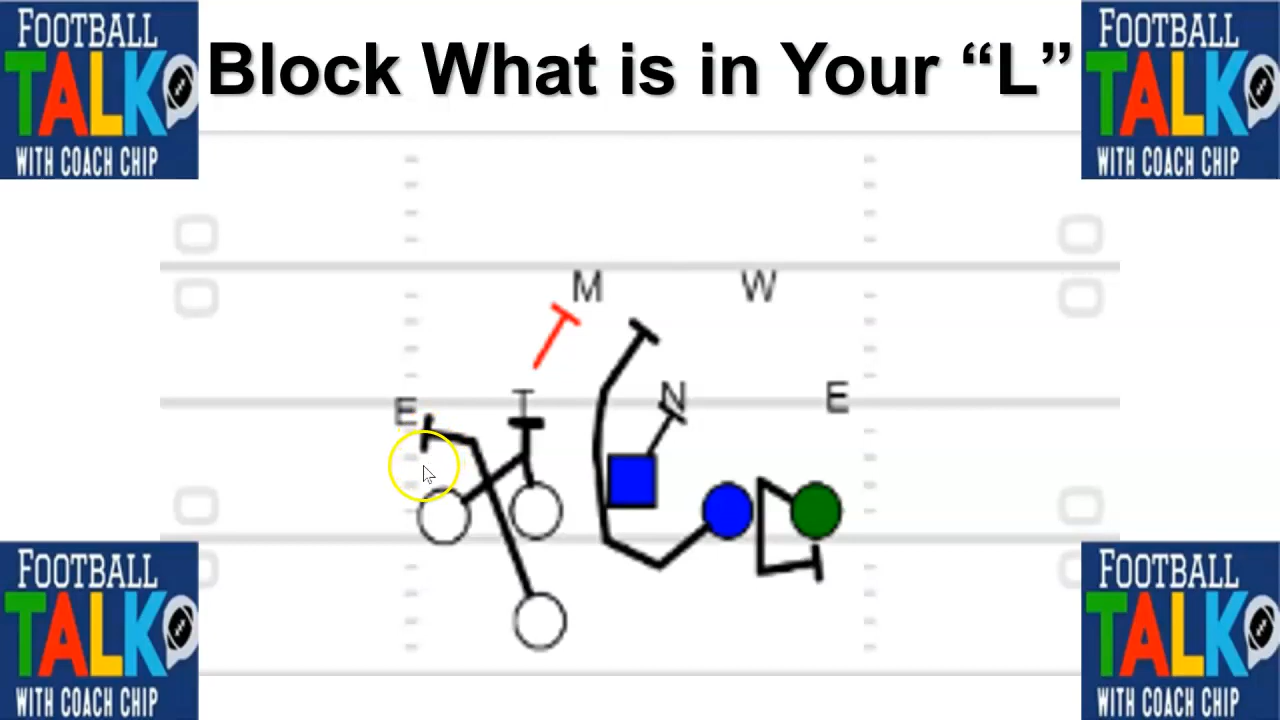 FOOTBALL
TALK
WITH COACH CHIP
Block What is in Your “L”
FOOTBALL
TALK
WITH COACH CHIP
M
W
E
T
N
E
FOOTBALL
TALK
WITH COACH CHIP
FOOTBALL
TALK
WITH COACH CHIP